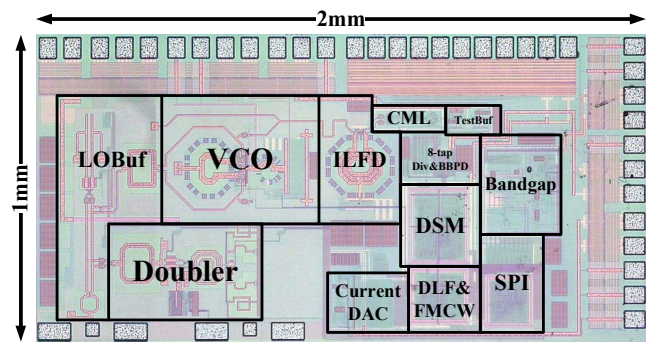 2mm
1mm
LOBuf
VCO
ILFD
CML
TestBuf
8-tap
Div&BBPD
Bandgap
DSM
Doubler
Current
DAC
DLF&
FMCW
SPI